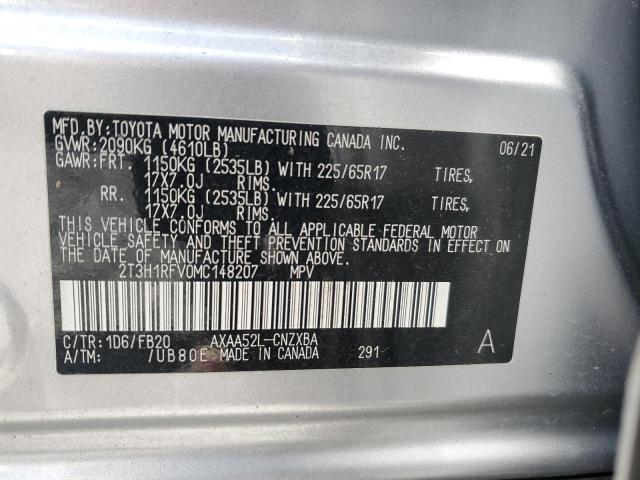 MFD.BY:TOYOTA MOTOR MANUFACTURING CANADA INC.
GVWR:2090KG (4610LB) 06/21
GAWR:FRT. 1150KG (2535LB) WITH 225/65R17 TIRES,
17X7.0J RIMS.
RR. 1150KG (2535LB) WITH 225/65R17 TIRES,
17X7.0J RIMS.
THIS VEHICLE CONFORMS TO ALL APPLICABLE FEDERAL MOTOR
VEHICLE SAFETY AND THEFT PREVENTION STANDARDS IN EFFECT ON
THE DATE OF MANUFACTURE SHOWN ABOVE.
2T3H1RFV0MC148207 MPV
C/TR:1D6/FB20 AXAA52L-CNZXBA
A/TM: /UB80E MADE IN CANADA 291 A